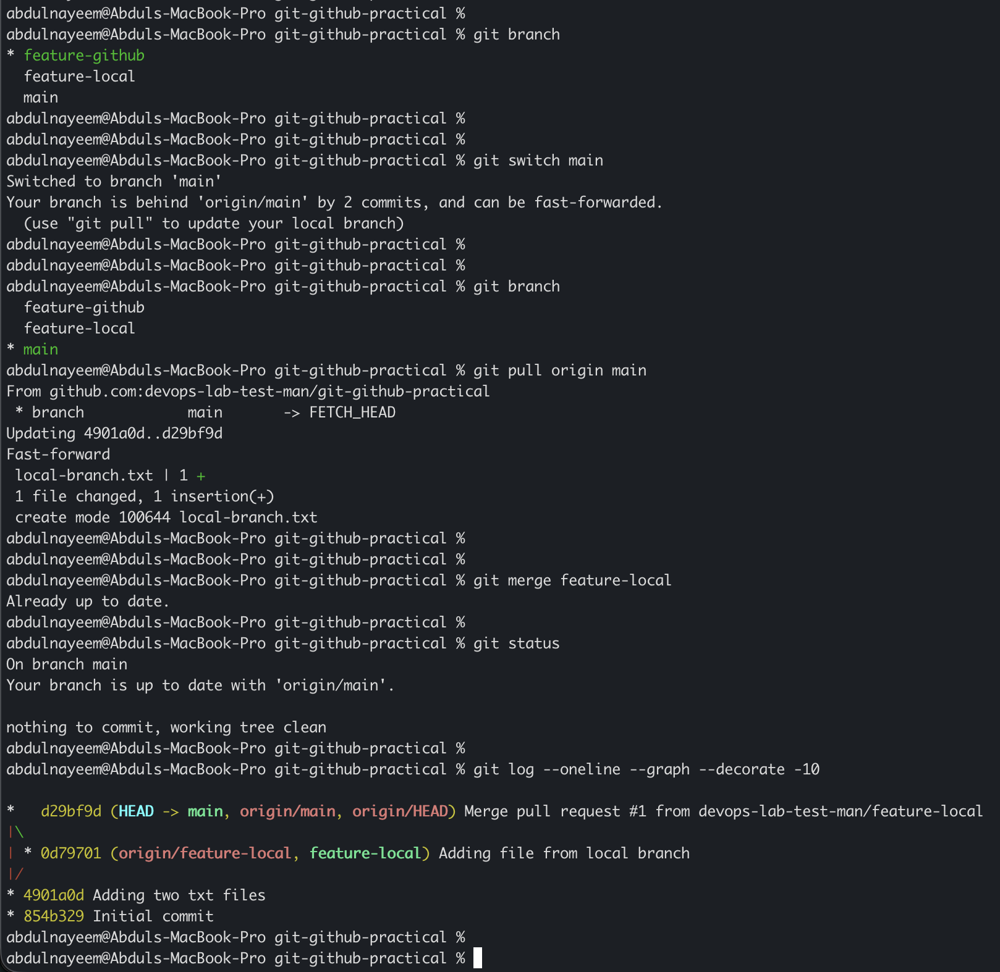 abdulnayeem@Abduls-MacBook-Pro git-github-practical %
abdulnayeem@Abduls-MacBook-Pro git-github-practical % git branch
* feature-github
  feature-local
  main
abdulnayeem@Abduls-MacBook-Pro git-github-practical %
abdulnayeem@Abduls-MacBook-Pro git-github-practical %
abdulnayeem@Abduls-MacBook-Pro git-github-practical % git switch main
Switched to branch 'main'
Your branch is behind 'origin/main' by 2 commits, and can be fast-forwarded.
  (use "git pull" to update your local branch)
abdulnayeem@Abduls-MacBook-Pro git-github-practical %
abdulnayeem@Abduls-MacBook-Pro git-github-practical %
abdulnayeem@Abduls-MacBook-Pro git-github-practical % git branch
  feature-github
  feature-local
* main
abdulnayeem@Abduls-MacBook-Pro git-github-practical % git pull origin main
From github.com:devops-lab-test-man/git-github-practical
 * branch            main       -> FETCH_HEAD
Updating 4901a0d..d29bf9d
Fast-forward
 local-branch.txt | 1 +
 1 file changed, 1 insertion(+)
 create mode 100644 local-branch.txt
abdulnayeem@Abduls-MacBook-Pro git-github-practical %
abdulnayeem@Abduls-MacBook-Pro git-github-practical %
abdulnayeem@Abduls-MacBook-Pro git-github-practical % git merge feature-local
Already up to date.
abdulnayeem@Abduls-MacBook-Pro git-github-practical %
abdulnayeem@Abduls-MacBook-Pro git-github-practical % git status
On branch main
Your branch is up to date with 'origin/main'.

nothing to commit, working tree clean
abdulnayeem@Abduls-MacBook-Pro git-github-practical %
abdulnayeem@Abduls-MacBook-Pro git-github-practical % git log --oneline --graph --decorate -10

*   d29bf9d (HEAD -> main, origin/main, origin/HEAD) Merge pull request #1 from devops-lab-test-man/feature-local
|\
| * 0d79701 (origin/feature-local, feature-local) Adding file from local branch
|/
* 4901a0d Adding two txt files
* 854b329 Initial commit
abdulnayeem@Abduls-MacBook-Pro git-github-practical %
abdulnayeem@Abduls-MacBook-Pro git-github-practical %